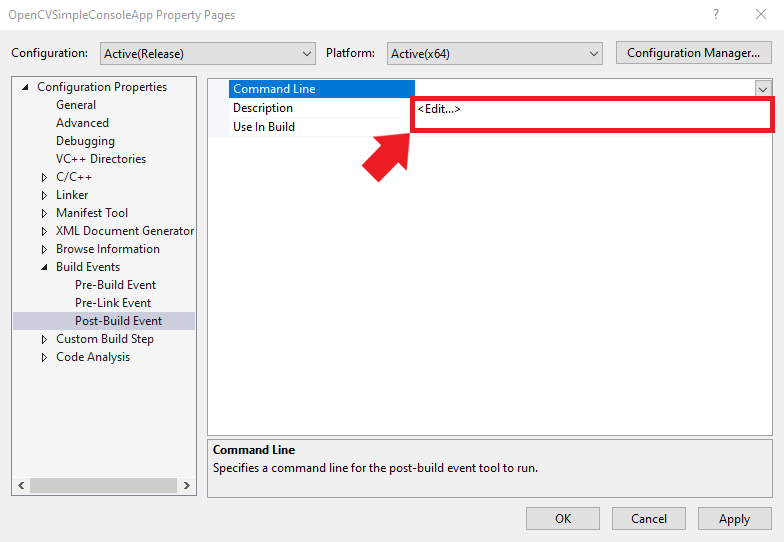 OpenCVSimpleConsoleApp Property Pages
? 
Configuration: Active(Release) Platform: Active(x64) Configuration Manager...
Configuration Properties
General
Advanced
Debugging
VC++ Directories
C/C++
Linker
Manifest Tool
XML Document Generator
Browse Information
Build Events
Pre-Build Event
Pre-Link Event
Post-Build Event
Custom Build Step
Code Analysis
Command Line
Description
<Edit...>
Use In Build
Command Line
Specifies a command line for the post-build event tool to run.
OK Cancel Apply